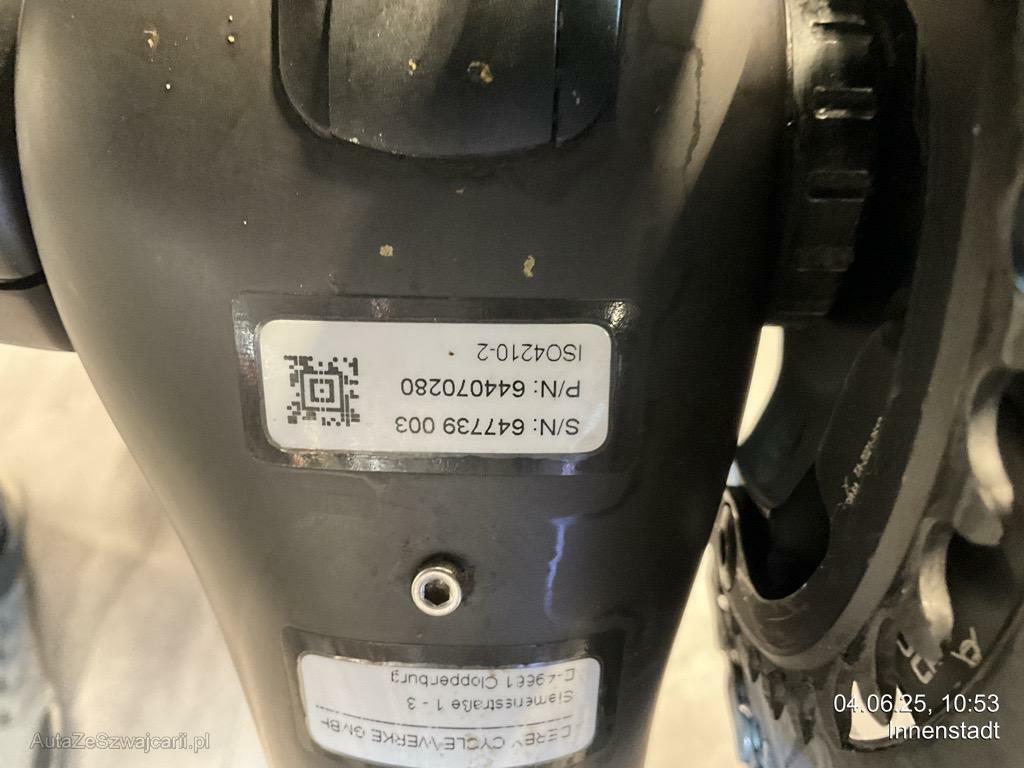 S/N: 647739 003
P/N: 644070280
ISO4210-2
DERBY CYCLE WERKE GMBH
Siemensstraße 1 - 3
D-49661 Cloppenburg
04.06.25, 10:53
Innenstadt
AutaZeSzwajcarii.pl